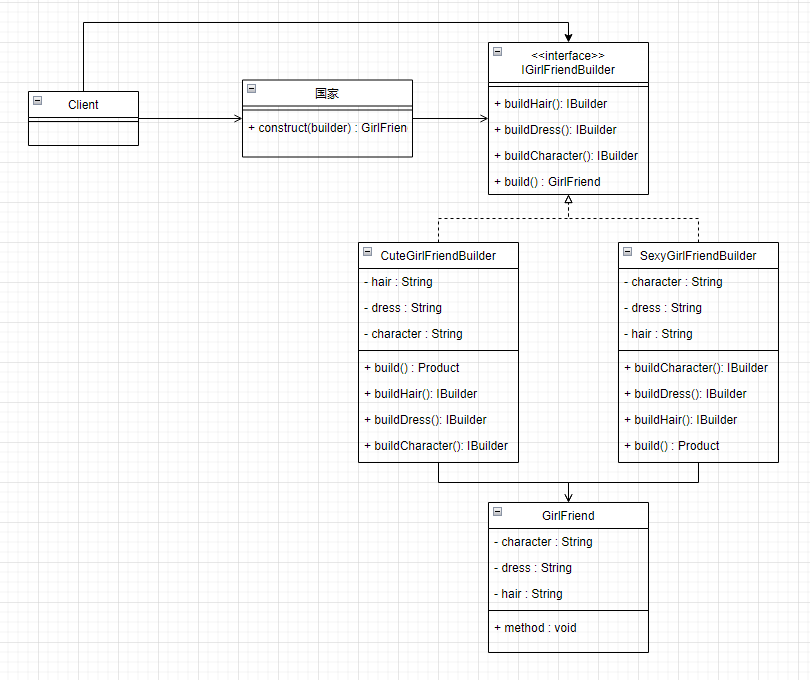 <<interface>>
IGirlFriendBuilder
+ buildHair(): IBuilder
+ buildDress(): IBuilder
+ buildCharacter(): IBuilder
+ build() : GirlFriend
国家
+ construct(builder) : GirlFrien
Client
CuteGirlFriendBuilder
- hair : String
- dress : String
- character : String
+ build() : Product
+ buildHair(): IBuilder
+ buildDress(): IBuilder
+ buildCharacter(): IBuilder
SexyGirlFriendBuilder
- character : String
- dress : String
- hair : String
+ buildCharacter(): IBuilder
+ buildDress(): IBuilder
+ buildHair(): IBuilder
+ build() : Product
GirlFriend
- character : String
- dress : String
- hair : String
+ method : void